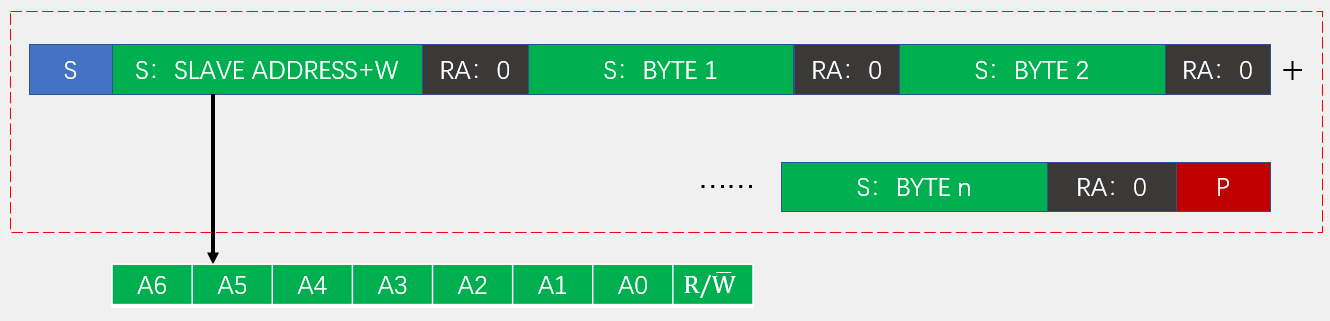 S S：SLAVE ADDRESS+W RA：0 S：BYTE 1 RA：0 S：BYTE 2 RA：0 +
…… S：BYTE n RA：0 P
A6 A5 A4 A3 A2 A1 A0 R/W̅